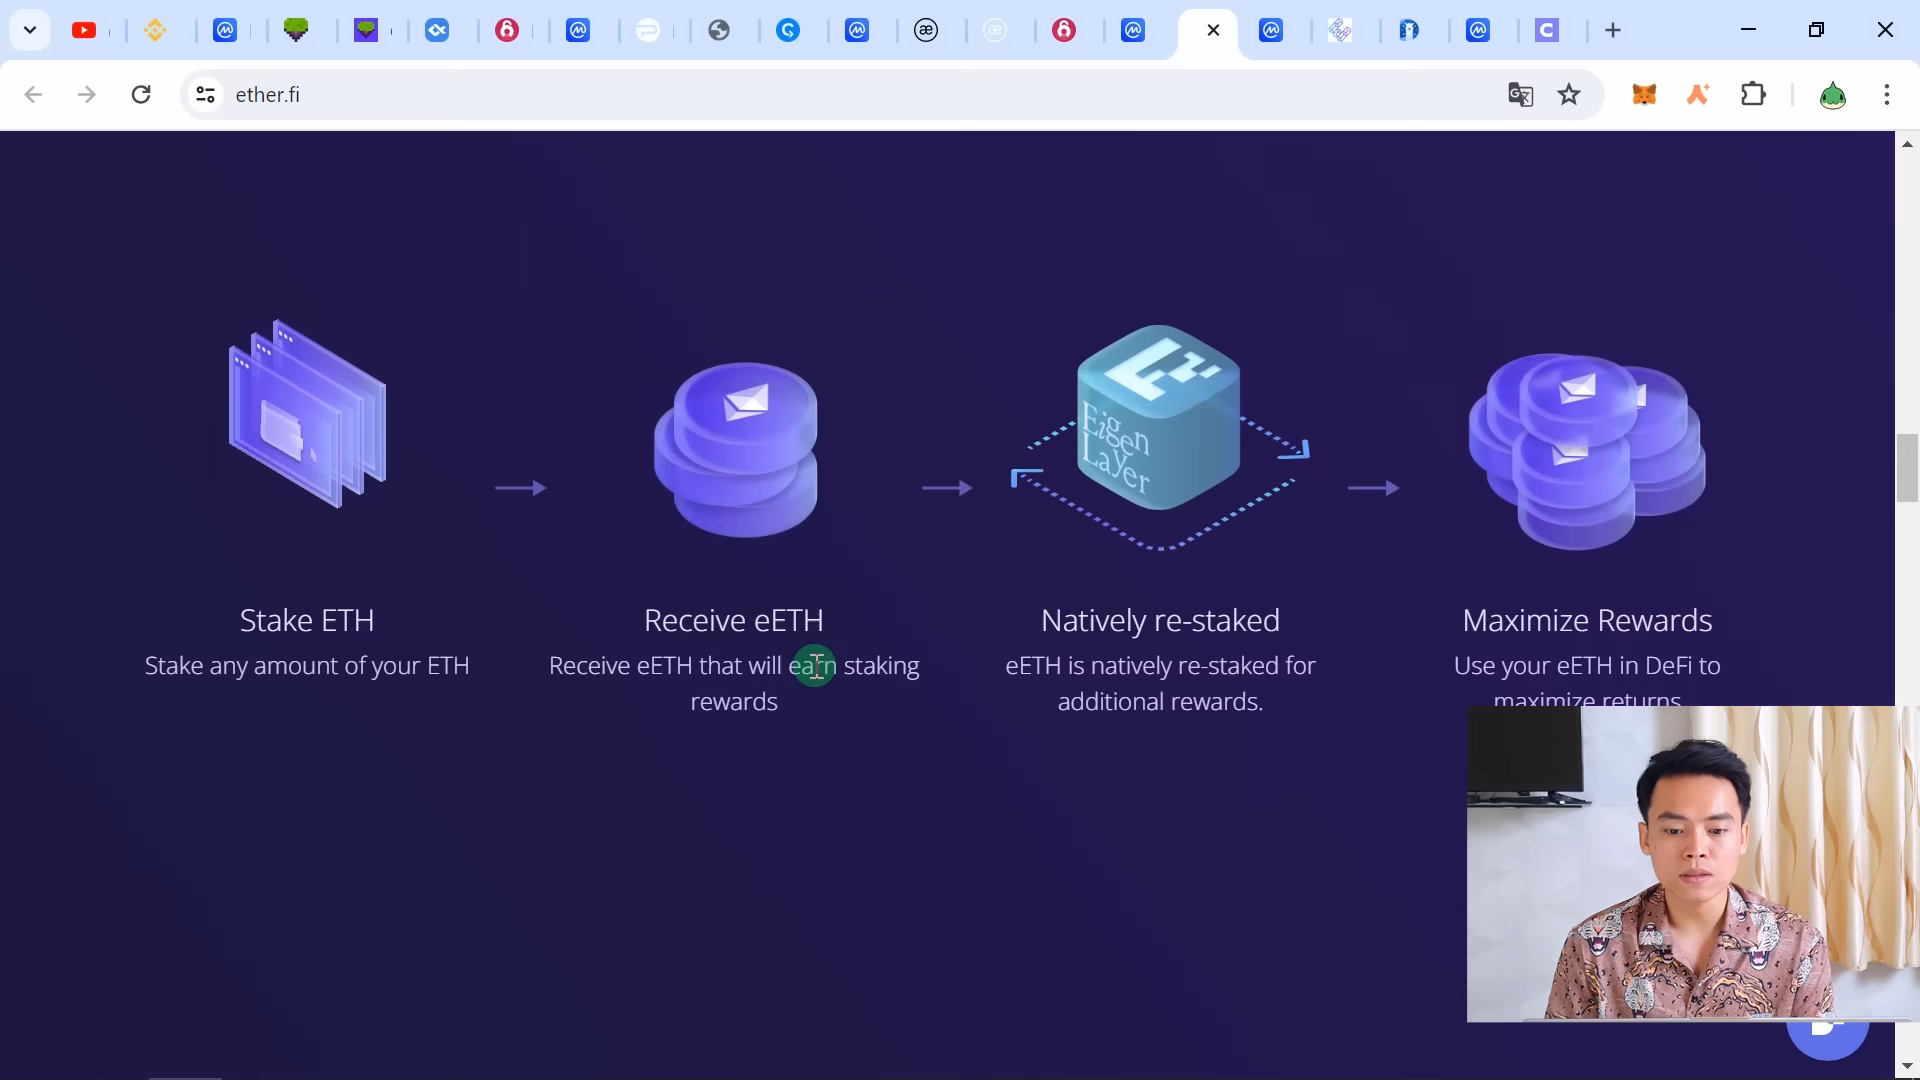 ether.fi
Eigen
Layer
Stake ETH
Stake any amount of your ETH
Receive eETH
Receive eETH that will earn staking
rewards
Natively re-staked
eETH is natively re-staked for
additional rewards.
Maximize Rewards
Use your eETH in DeFi to
maximize returns